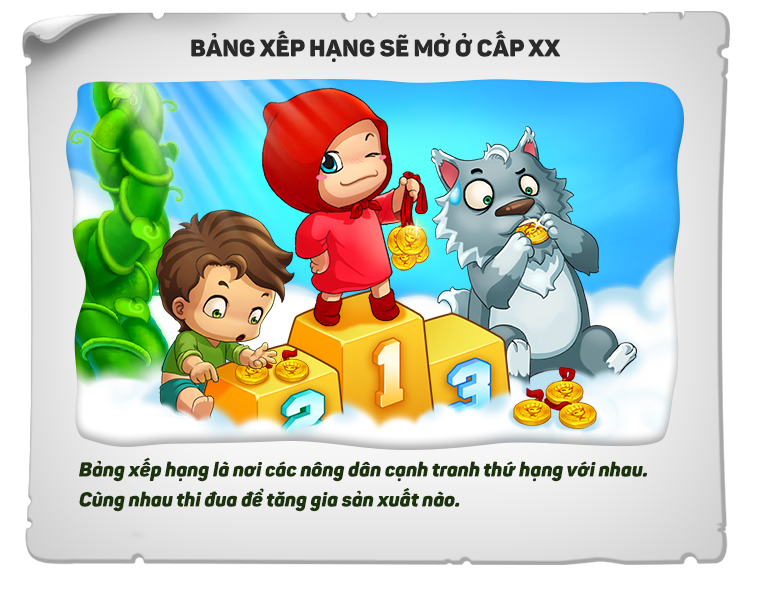 BẢNG XẾP HẠNG SẼ MỞ Ở CẤP XX
1
2
3
Bảng xếp hạng là nơi các nông dân cạnh tranh thứ hạng với nhau.
Cùng nhau thi đua để tăng gia sản xuất nào.